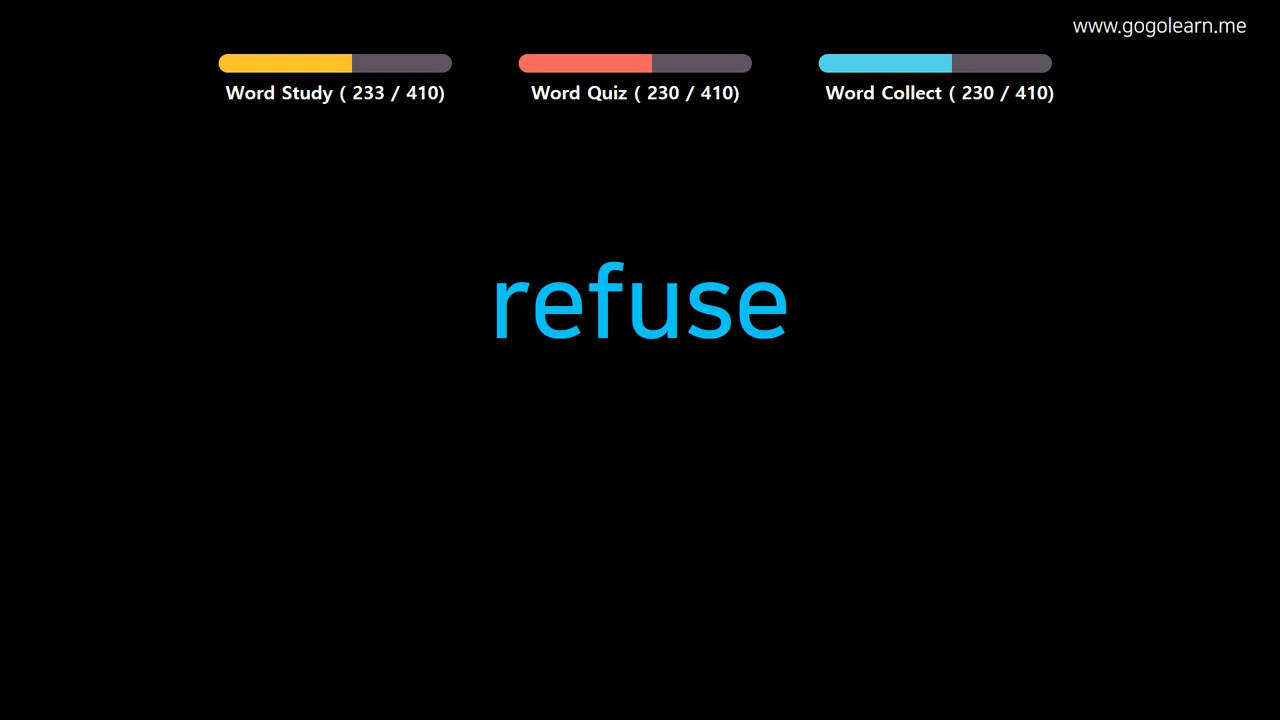 www.gogolearn.me
Word Study ( 233 / 410)
Word Quiz ( 230 / 410)
Word Collect ( 230 / 410)
refuse